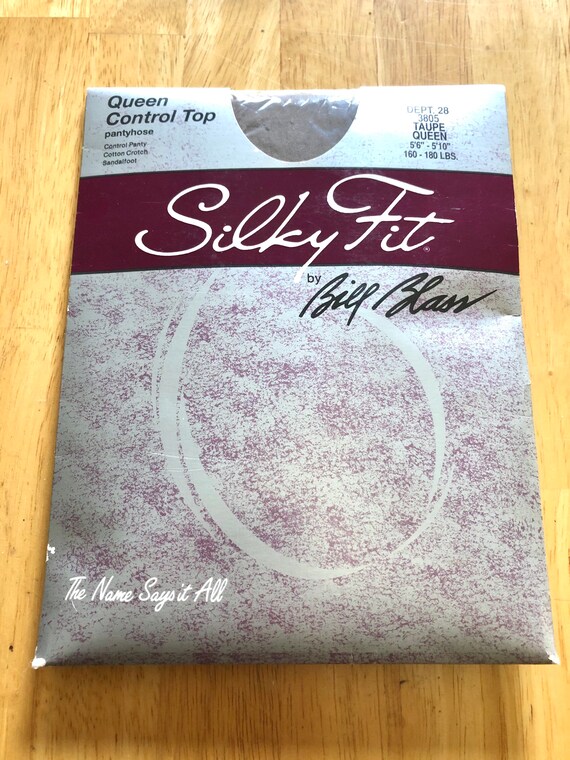 Queen
Control Top
pantyhose
Control Panty
Cotton Crotch
Sandalfoot
DEPT. 28
3805
TAUPE
QUEEN
5'6" - 5'10"
160 - 180 LBS.
Silky Fit®
by Bill Blass
The Name Says it All